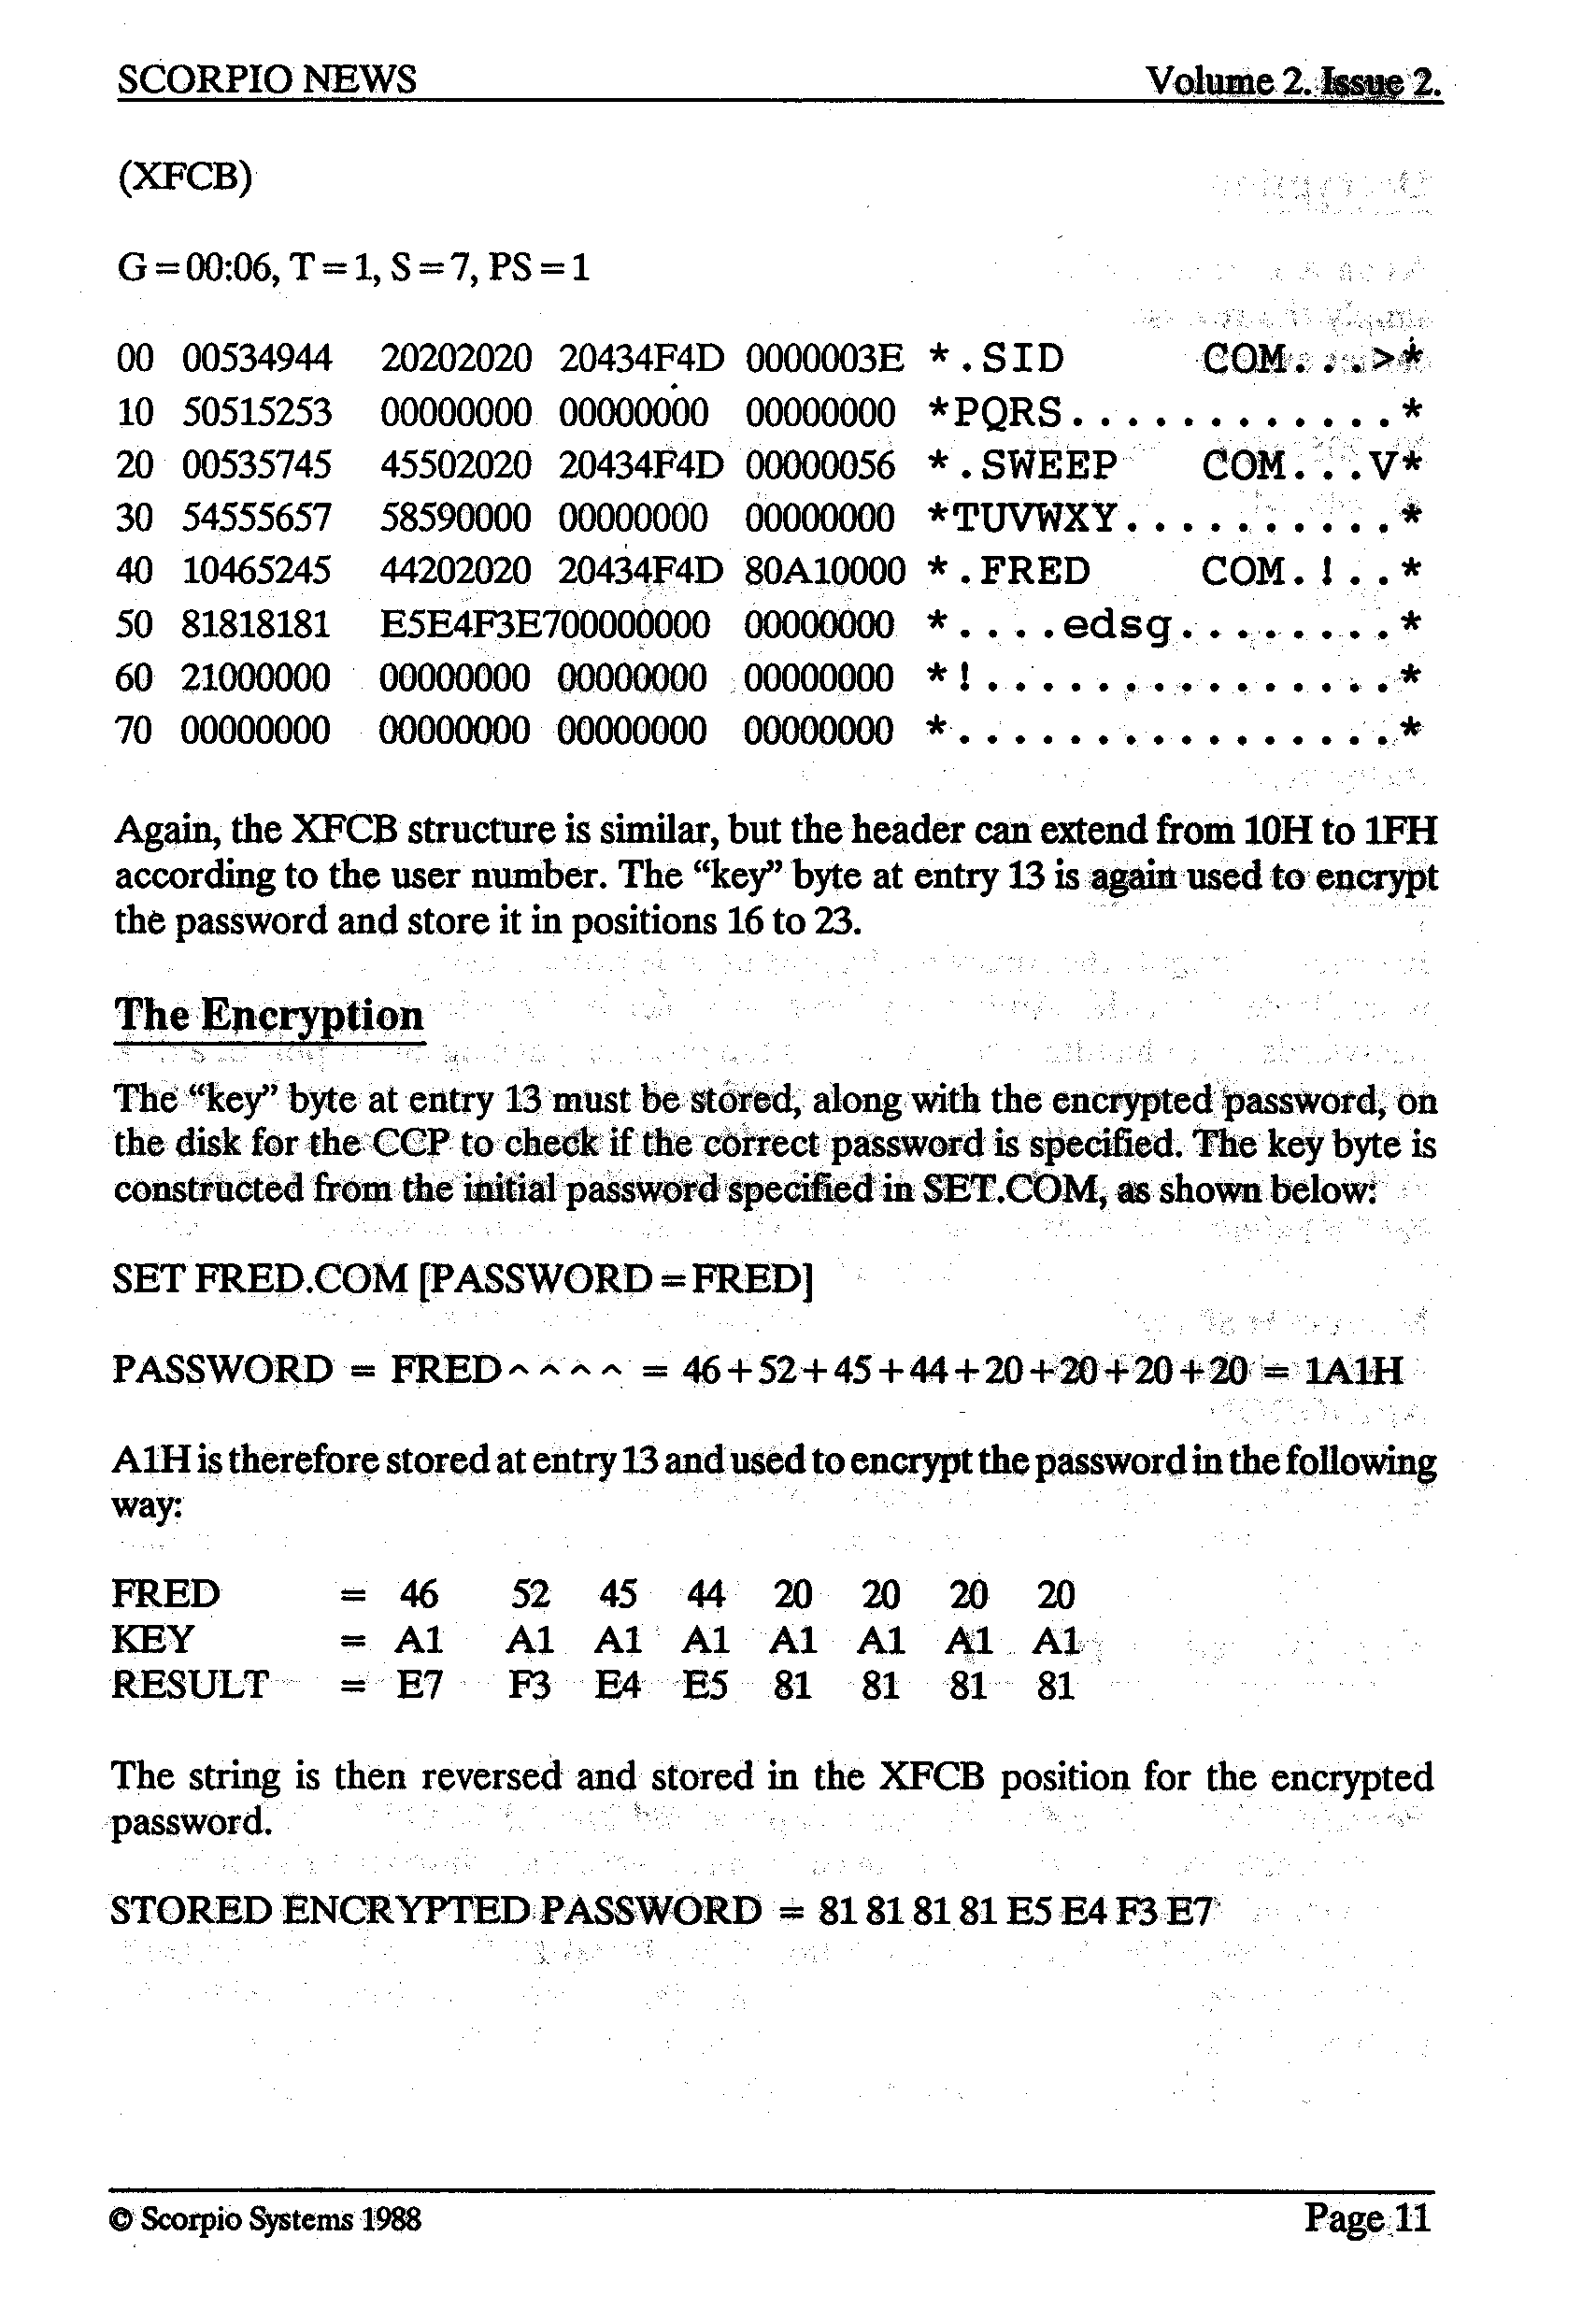 SCORPIO NEWS Volume 2. Issue 2.
(XFCB)
G=00:06, T=1, S=7, PS=1
00 00534944 20202020 20434F4D 0000003E *.SID COM...>*
10 50515253 00000000 00000000 00000000 *PQRS............*
20 00535745 45502020 20434F4D 00000056 *.SWEEP COM...V*
30 54555657 58590000 00000000 00000000 *TUVWXY..........*
40 10465245 44202020 20434F4D 80A10000 *.FRED COM.!..*
50 81818181 E5E4F3E700000000 00000000 *....edsg........*
60 21000000 00000000 00000000 00000000 *!...............*
70 00000000 00000000 00000000 00000000 *................*
Again, the XFCB structure is similar, but the header can extend from 10H to 1FH
according to the user number. The “key” byte at entry 13 is again used to encrypt
the password and store it in positions 16 to 23.
The Encryption
The “key” byte at entry 13 must be stored, along with the encrypted password, on
the disk for the CCP to check if the correct password is specified. The key byte is
constructed from the initial password specified in SET.COM, as shown below:
SET FRED.COM [PASSWORD=FRED]
PASSWORD = FRED^^^^ = 46+52+45+44+20+20+20+20 = 1A1H
A1H is therefore stored at entry 13 and used to encrypt the password in the following
way:
FRED = 46 52 45 44 20 20 20 20
KEY = A1 A1 A1 A1 A1 A1 A1 A1
RESULT = E7 F3 E4 E5 81 81 81 81
The string is then reversed and stored in the XFCB position for the encrypted
password.
STORED ENCRYPTED PASSWORD = 81 81 81 81 E5 E4 F3 E7
© Scorpio Systems 1988 Page 11